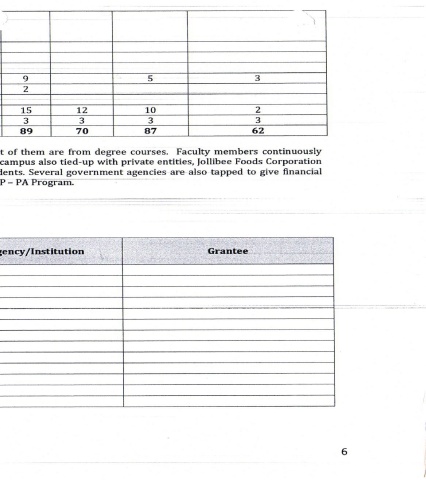 9 5 3
2
15 12 10 2
3 3 3 3
89 70 87 62
t of them are from degree courses. Faculty members continuously
campus also tied-up with private entities, Jollibee Foods Corporation
dents. Several government agencies are also tapped to give financial
P – PA Program.
gency/Institution Grantee
6